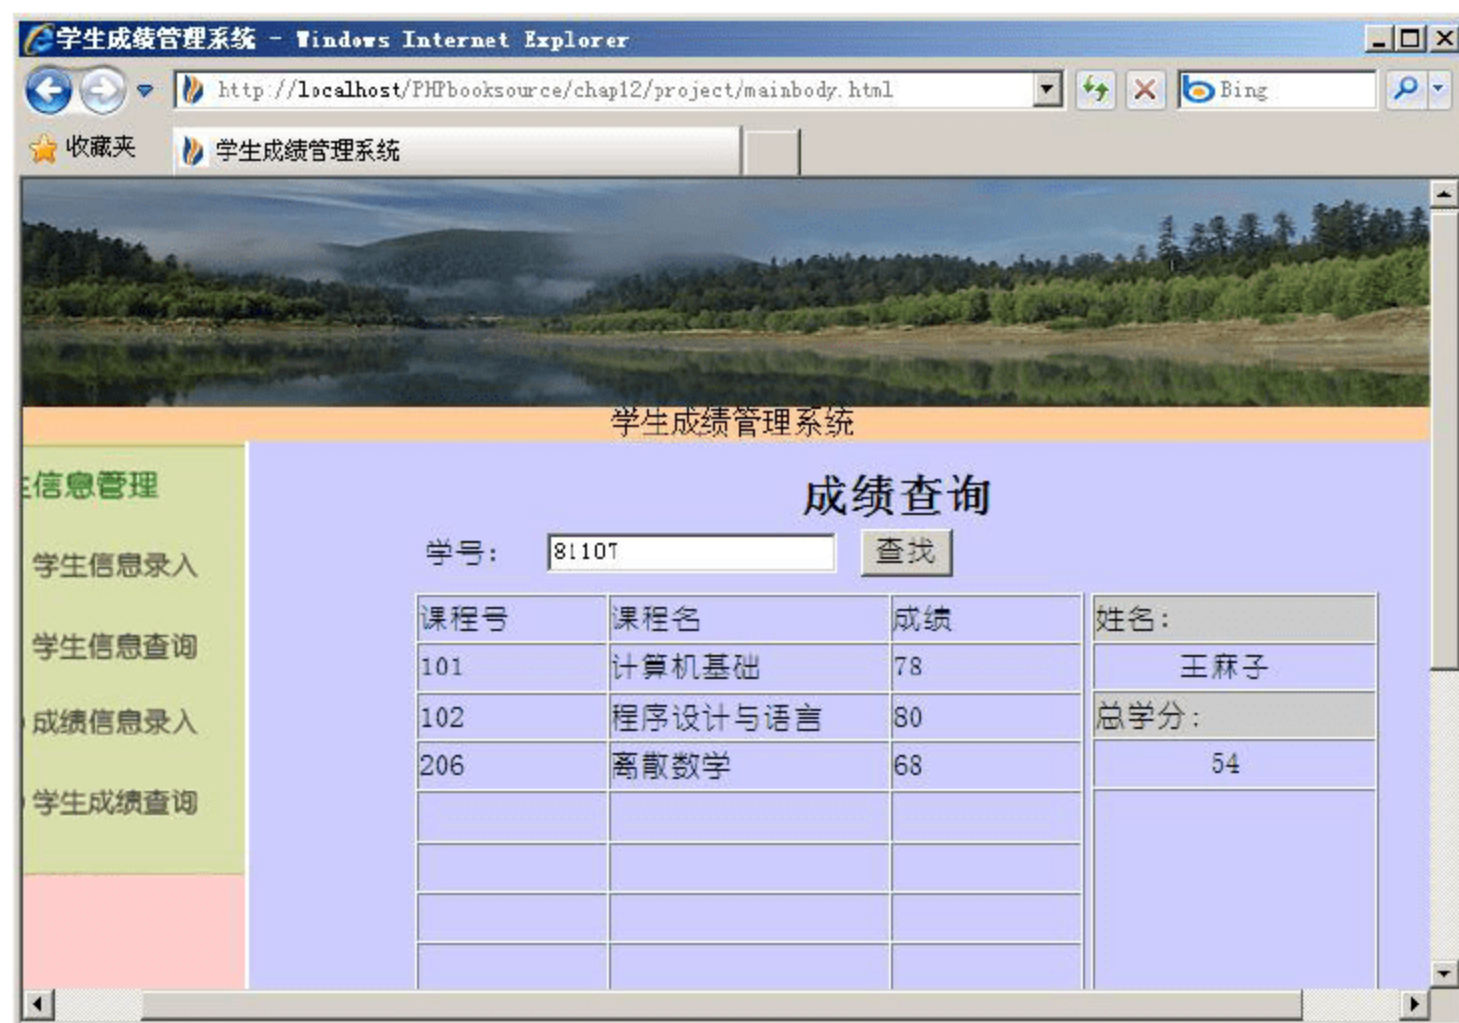 学生成绩管理系统 - Windows Internet Explorer
http://localhost/PHPbooksource/chap12/project/mainbody.html
Bing
收藏夹
学生成绩管理系统
学生成绩管理系统
信息管理
学生信息录入
学生信息查询
成绩信息录入
学生成绩查询
成绩查询
学号: 81107 查找
课程号 课程名 成绩 姓名:
101 计算机基础 78 王麻子
102 程序设计与语言 80 总学分:
206 离散数学 68 54